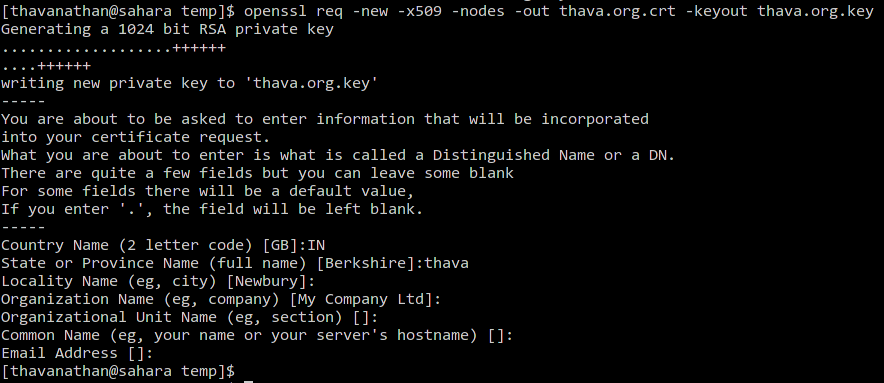 [thavanathan@sahara temp]$ openssl req -new -x509 -nodes -out thava.org.crt -keyout thava.org.key
Generating a 1024 bit RSA private key
...................++++++
....++++++
writing new private key to 'thava.org.key'
-----
You are about to be asked to enter information that will be incorporated
into your certificate request.
What you are about to enter is what is called a Distinguished Name or a DN.
There are quite a few fields but you can leave some blank
For some fields there will be a default value,
If you enter '.', the field will be left blank.
-----
Country Name (2 letter code) [GB]:IN
State or Province Name (full name) [Berkshire]:thava
Locality Name (eg, city) [Newbury]:
Organization Name (eg, company) [My Company Ltd]:
Organizational Unit Name (eg, section) []:
Common Name (eg, your name or your server's hostname) []:
Email Address []:
[thavanathan@sahara temp]$